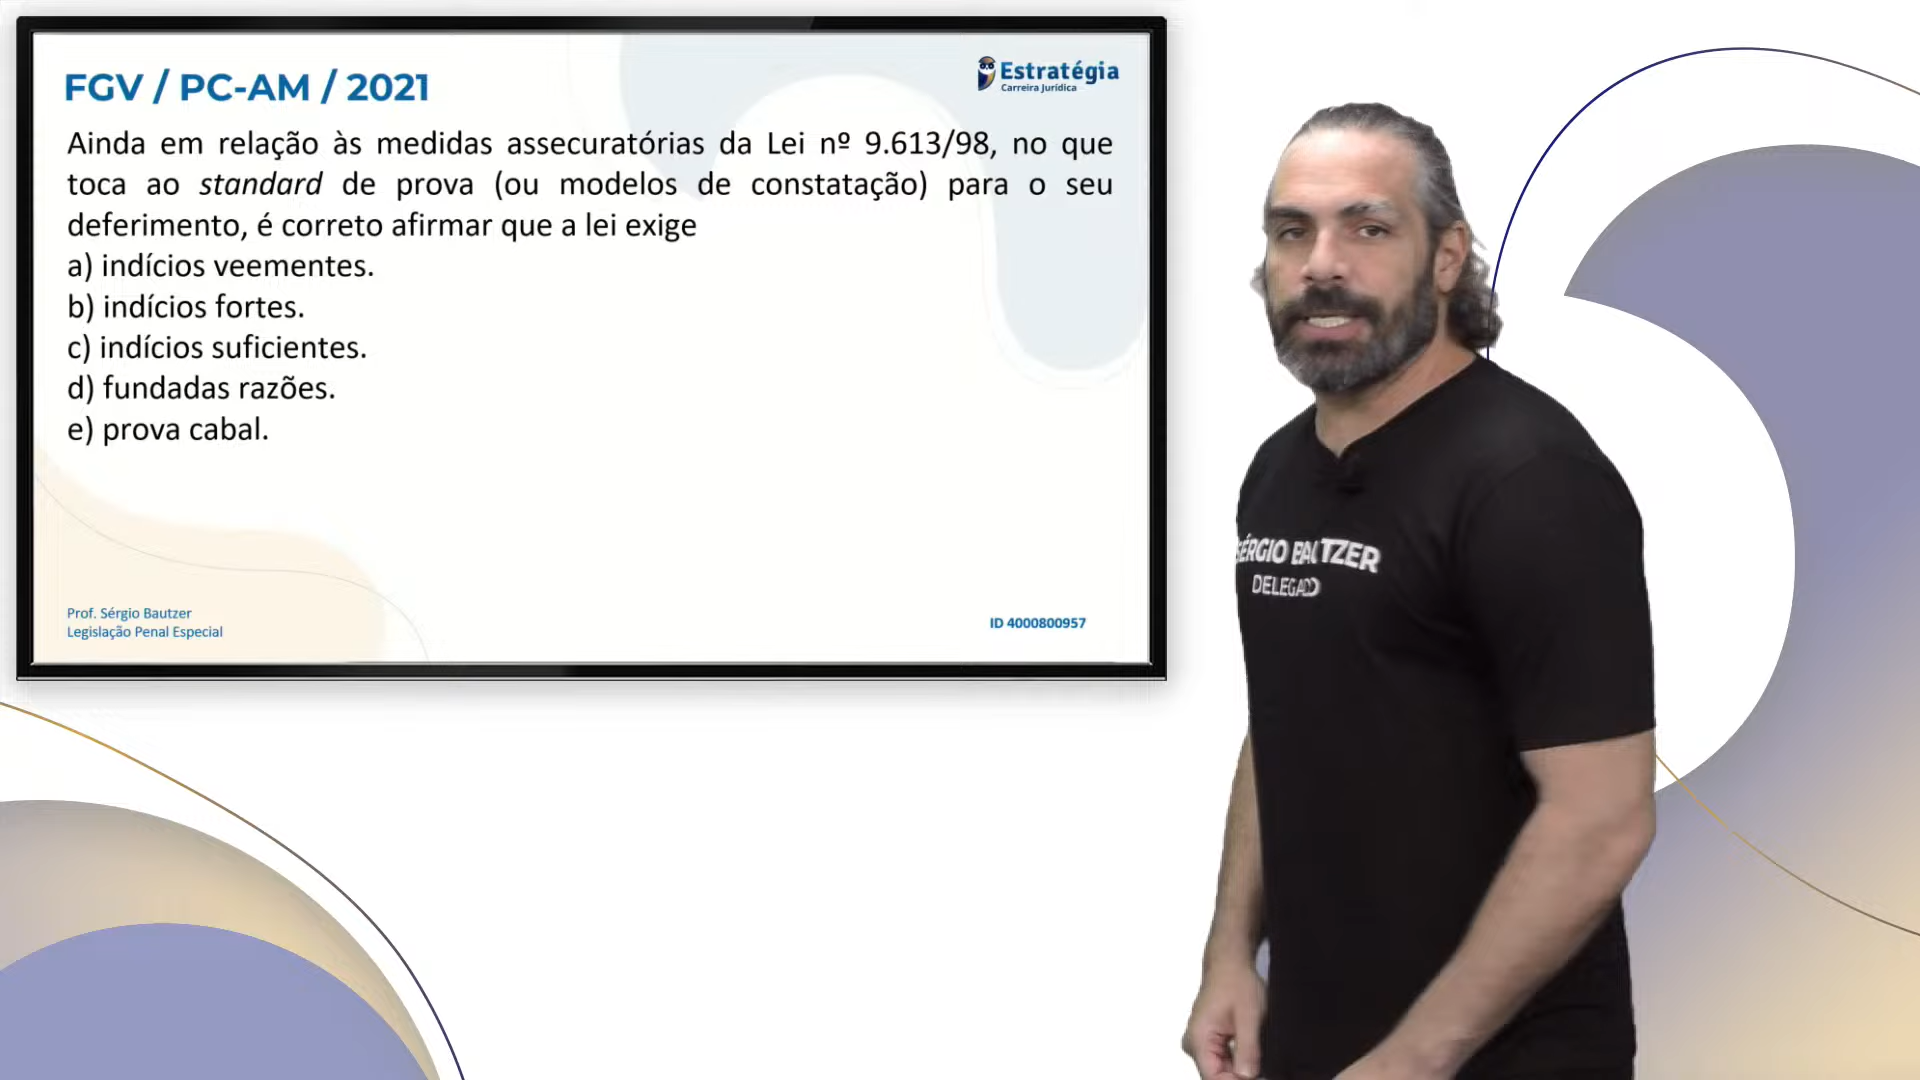 FGV / PC-AM / 2021
Estratégia
Carreira Jurídica
Ainda em relação às medidas assecuratórias da Lei nº 9.613/98, no que
toca ao standard de prova (ou modelos de constatação) para o seu
deferimento, é correto afirmar que a lei exige
a) indícios veementes.
b) indícios fortes.
c) indícios suficientes.
d) fundadas razões.
e) prova cabal.
Prof. Sérgio Bautzer
Legislação Penal Especial
ID 4000800957
SÉRGIO BAUTZER
DELEGADO